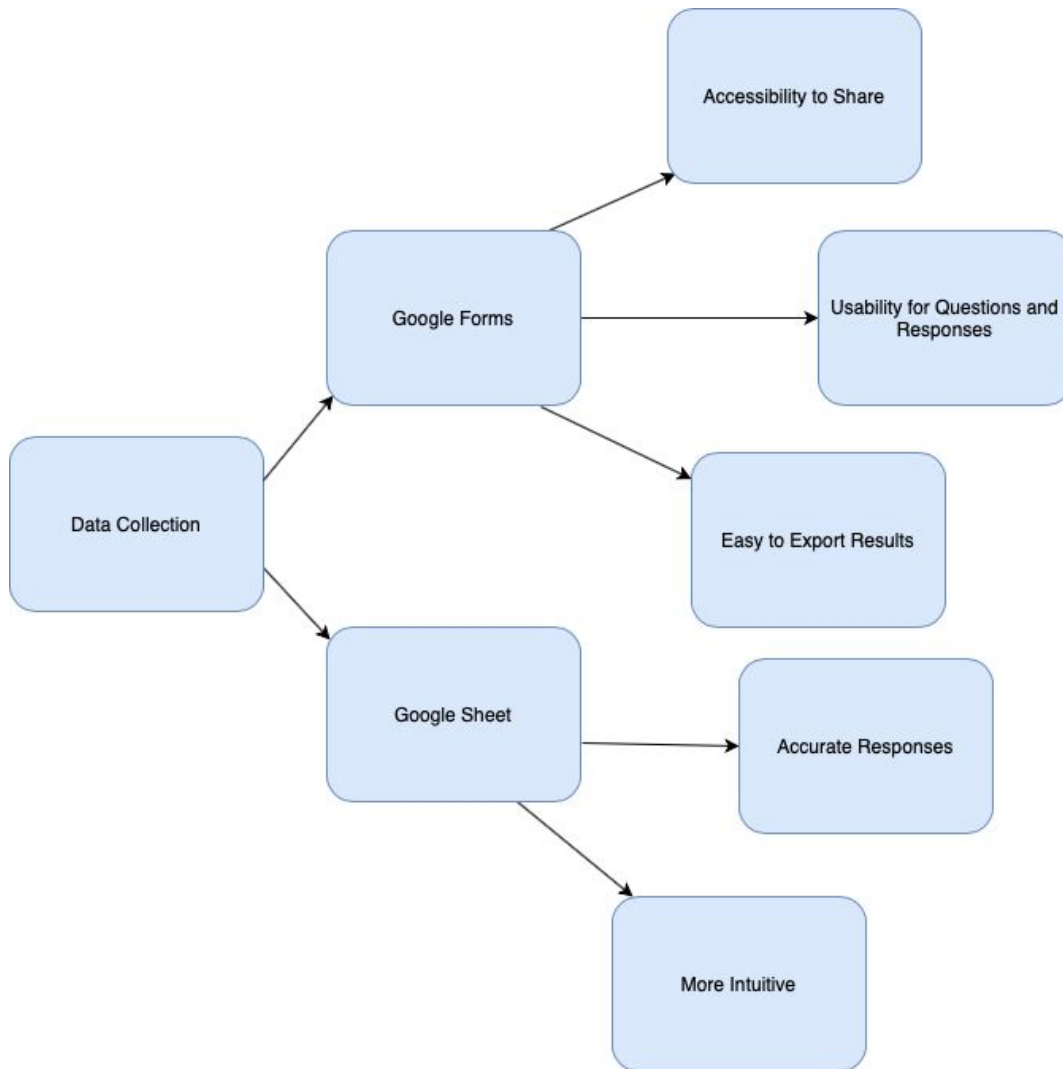 Accessibility to Share
Google Forms
Usability for Questions and
Responses
Data Collection
Easy to Export Results
Google Sheet
Accurate Responses
More Intuitive